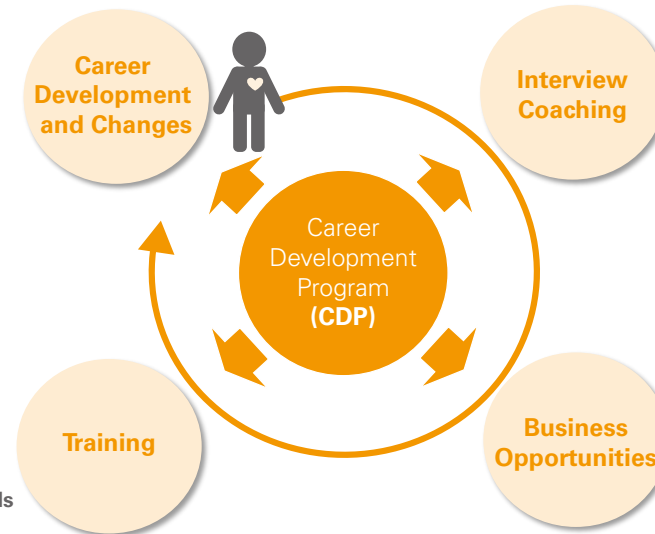 Career
Development
and Changes
Interview
Coaching
Career
Development
Program
(CDP)
Training
Business
Opportunities